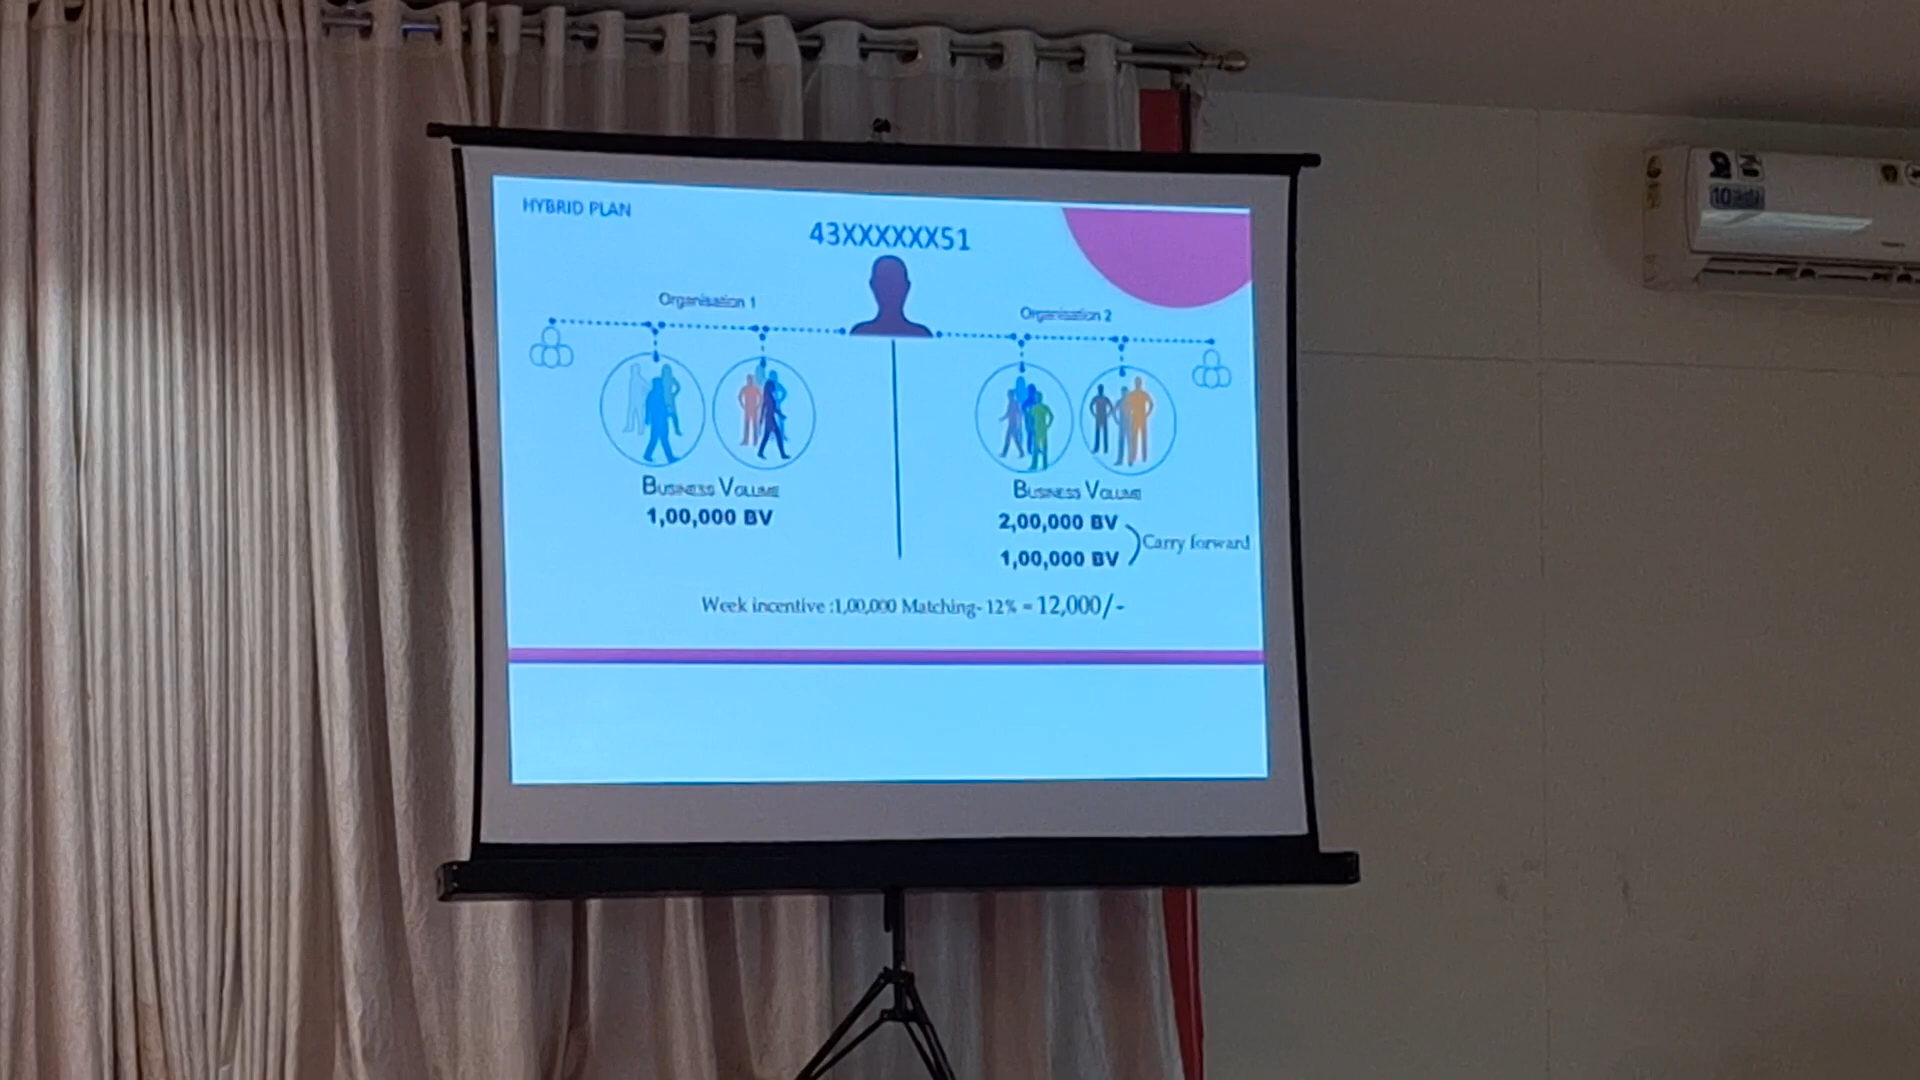 HYBRID PLAN
43XXXXXX51
Organisation 1
Organisation 2
BUSINESS VOLUME
1,00,000 BV
BUSINESS VOLUME
2,00,000 BV
1,00,000 BV
Carry forward
Week incentive :1,00,000 Matching- 12% = 12,000/-
10